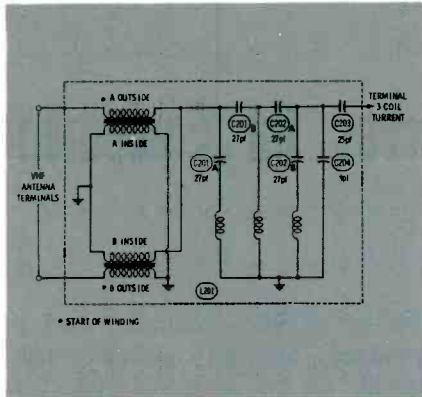 * A OUTSIDE
A INSIDE
VHF
ANTENNA
TERMINALS
B INSIDE
* B OUTSIDE
C201
B
27pf
C202
A
27pf
C203
25pf
TERMINAL
3 COIL
TURRENT
C201
A
27pf
C202
B
27pf
C204
L201
* START OF WINDING